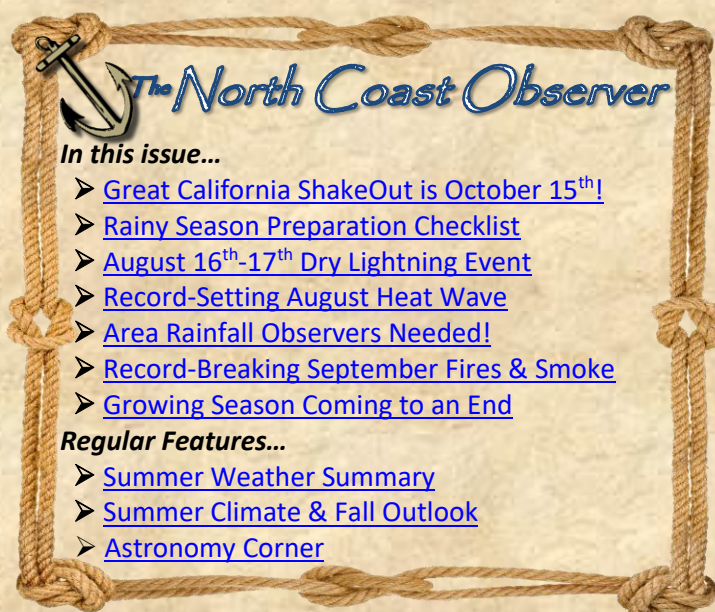 The North Coast Observer
In this issue…
➢ Great California ShakeOut is October 15th!
➢ Rainy Season Preparation Checklist
➢ August 16th-17th Dry Lightning Event
➢ Record-Setting August Heat Wave
➢ Area Rainfall Observers Needed!
➢ Record-Breaking September Fires & Smoke
➢ Growing Season Coming to an End
Regular Features…
➢ Summer Weather Summary
➢ Summer Climate & Fall Outlook
➢ Astronomy Corner